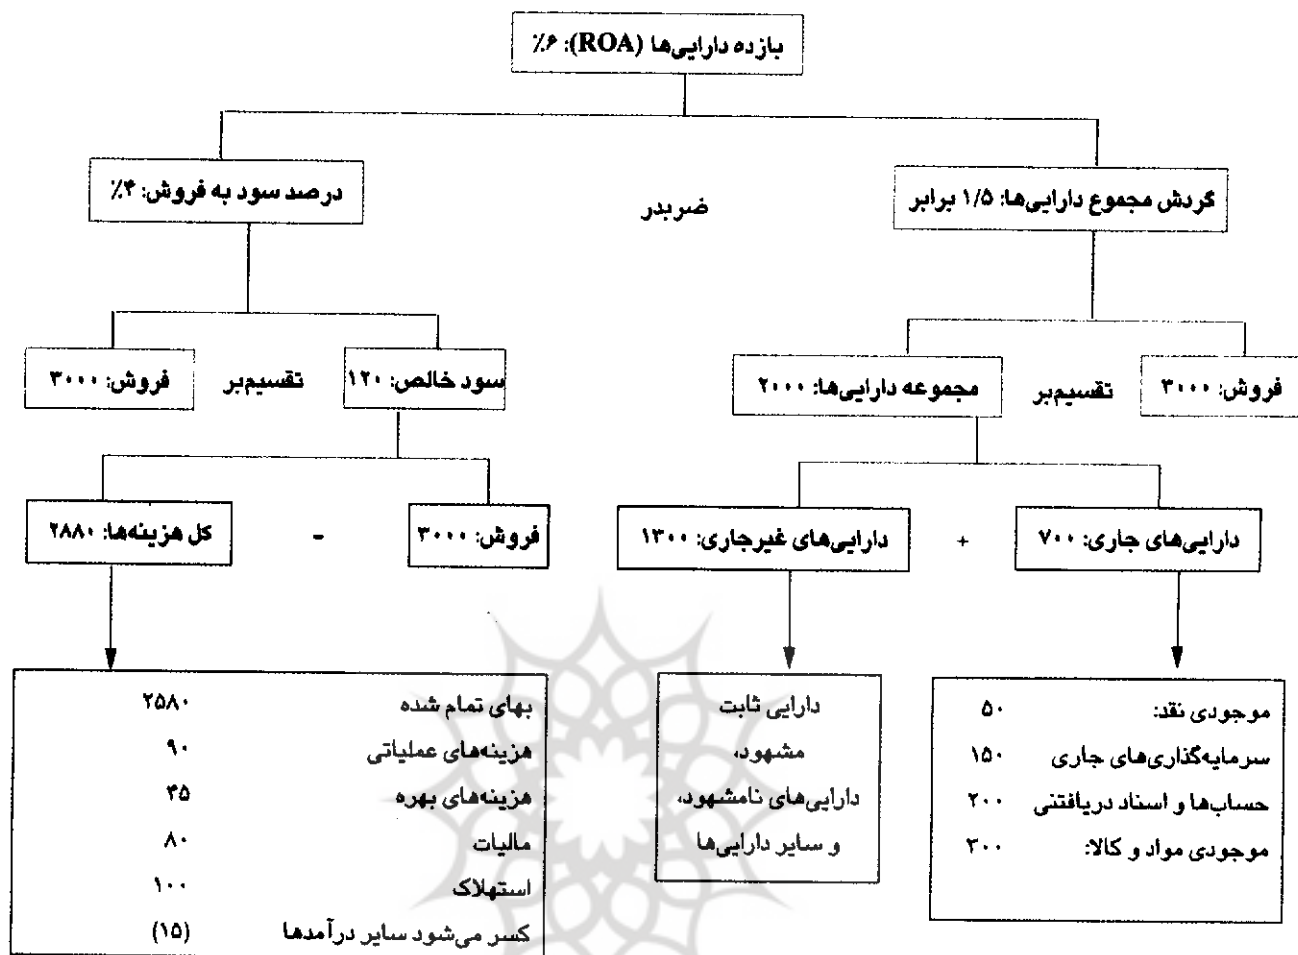 بازده دارایی‌ها (ROA): ۶٪
گردش مجموع دارایی‌ها: ۱/۵ برابر
ضربدر
درصد سود به فروش: ۴٪
فروش: ۳۰۰۰
تقسیم‌بر
مجموعه دارایی‌ها: ۲۰۰۰
سود خالص: ۱۲۰
تقسیم‌بر
فروش: ۳۰۰۰
دارایی‌های جاری: ۷۰۰
+
دارایی‌های غیرجاری: ۱۳۰۰
فروش: ۳۰۰۰
-
کل هزینه‌ها: ۲۸۸۰
موجودی نقد: ۵۰
سرمایه‌گذاری‌های جاری ۱۵۰
حساب‌ها و اسناد دریافتنی ۲۰۰
موجودی مواد و کالا: ۳۰۰
دارایی ثابت
مشهود،
دارایی‌های نامشهود،
و سایر دارایی‌ها
بهای تمام شده ۲۵۸۰
هزینه‌های عملیاتی ۹۰
هزینه‌های بهره ۴۵
مالیات ۸۰
استهلاک ۱۰۰
کسر می‌شود سایر درآمدها (۱۵)